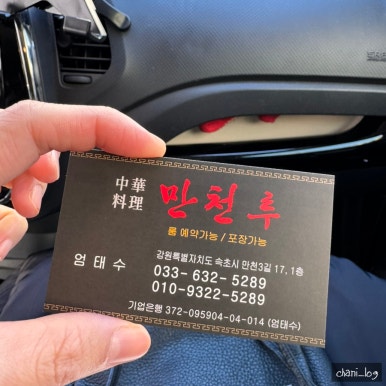 中華
料理
만천루
룸 예약가능 / 포장가능
엄태수
강원특별자치도 속초시 만천3길 17, 1층
033- 632- 5289
010-9322-5289
기업은행 372-095904-04-014 (엄태수)
chani_log